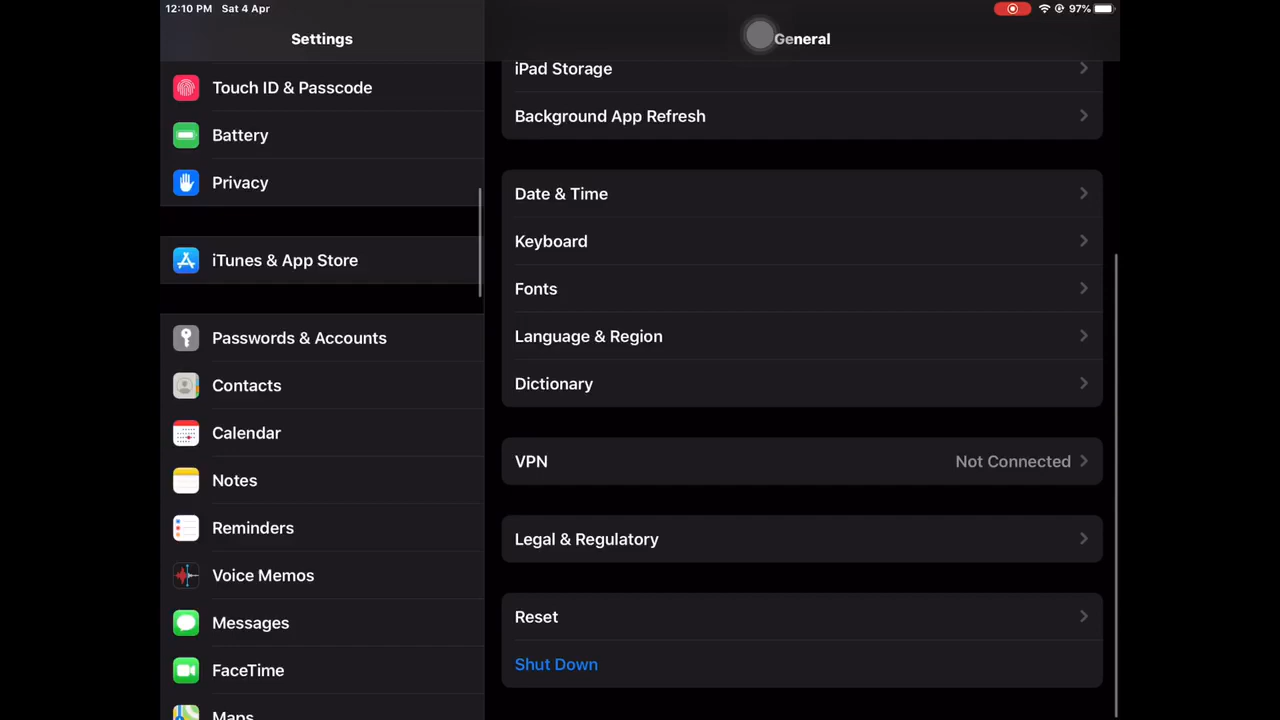 12:10 PM Sat 4 Apr
97%
Settings
Touch ID & Passcode
Battery
Privacy
iTunes & App Store
Passwords & Accounts
Contacts
Calendar
Notes
Reminders
Voice Memos
Messages
FaceTime
Maps
General
iPad Storage
Background App Refresh
Date & Time
Keyboard
Fonts
Language & Region
Dictionary
VPN Not Connected
Legal & Regulatory
Reset
Shut Down